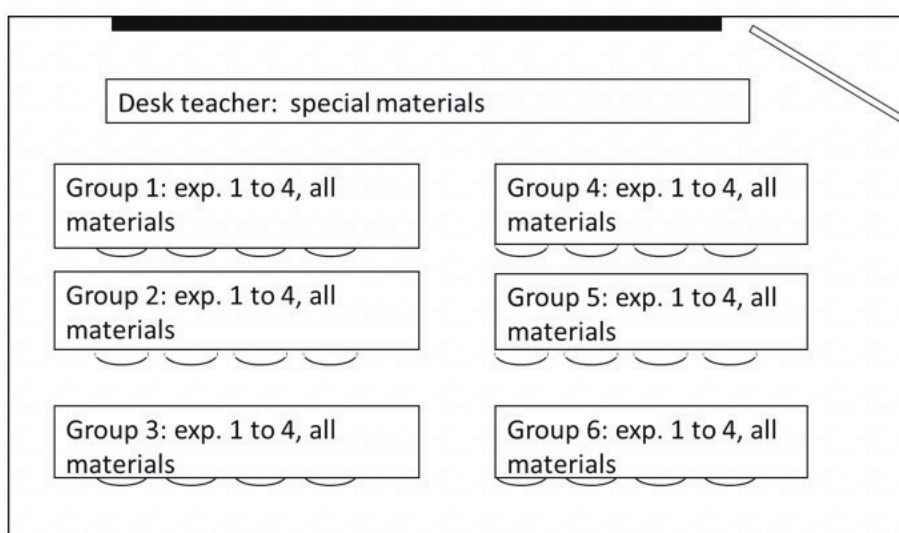 Desk teacher: special materials
Group 1: exp. 1 to 4, all
materials
Group 4: exp. 1 to 4, all
materials
Group 2: exp. 1 to 4, all
materials
Group 5: exp. 1 to 4, all
materials
Group 3: exp. 1 to 4, all
materials
Group 6: exp. 1 to 4, all
materials